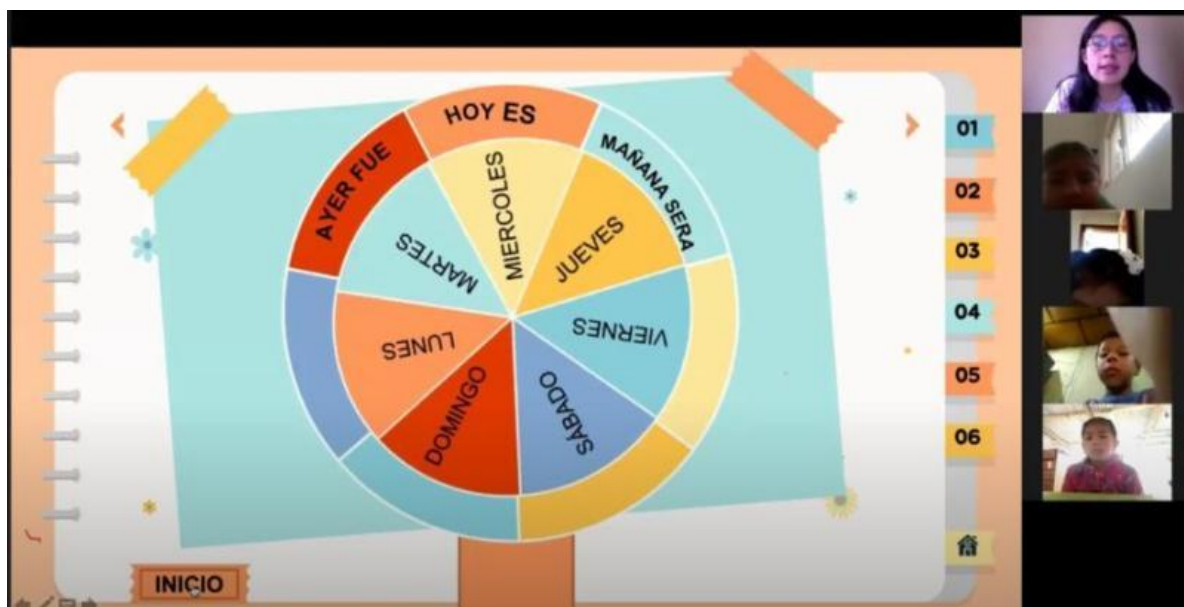 HOY ES
AYER FUE
MAÑANA SERA
MIERCOLES
MARTES
JUEVES
LUNES
VIERNES
DOMINGO
SÁBADO
01
02
03
04
05
06
INICIO